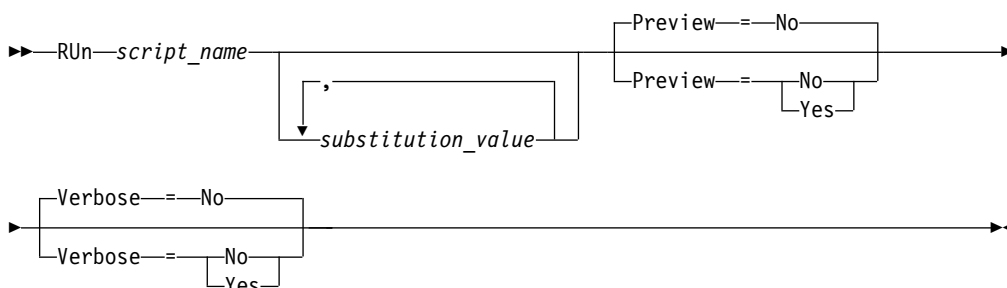 Preview = No
RUn script_name
,
Preview = No
Yes
substitution_value
Verbose = No
Verbose = No
Yes